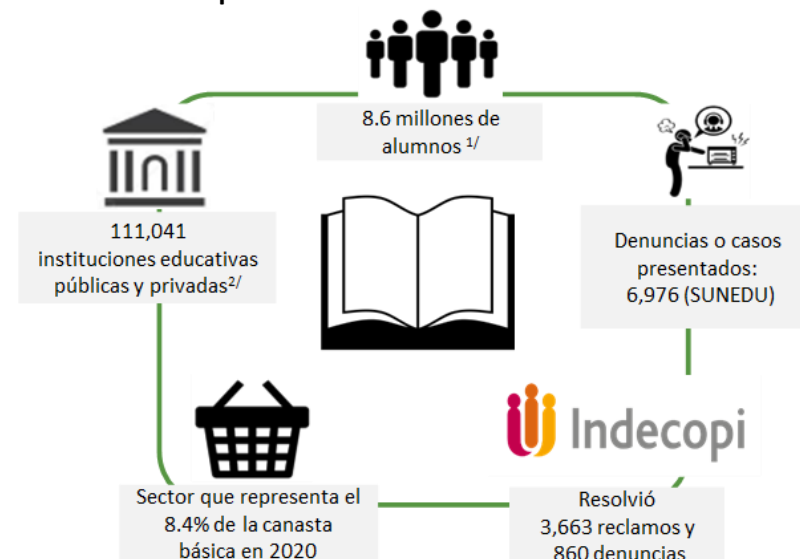 8.6 millones de
alumnos 1/
111,041
instituciones educativas
públicas y privadas2/
Denuncias o casos
presentados:
6,976 (SUNEDU)
Indecopi
Sector que representa el
8.4% de la canasta
básica en 2020
Resolvió
3,663 reclamos y
860 denuncias